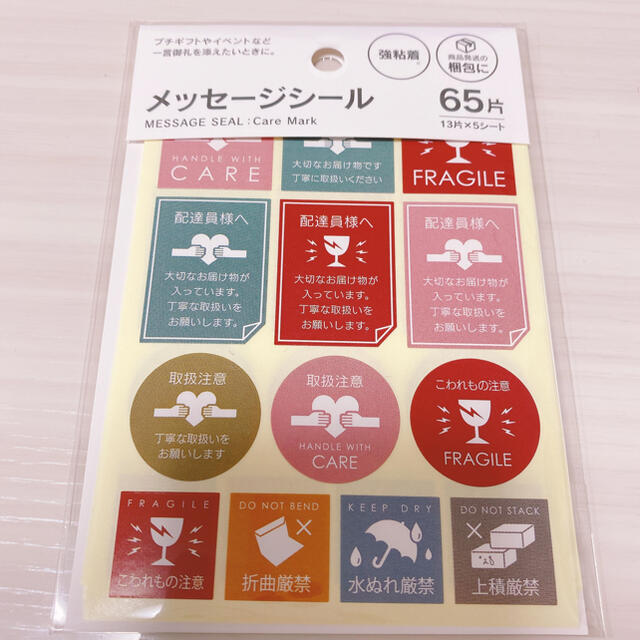 プチギフトやイベントなど
一言御礼を添えたいときに。
強粘着
商品発送の
梱包に
メッセージシール
MESSAGE SEAL:Care Mark
65片
13片×5シート
HANDLE WITH
CARE
大切なお届け物です
丁寧に取扱いください
FRAGILE
配達員様へ
大切なお届け物が
入っています。
丁寧な取扱いを
お願いします。
配達員様へ
大切なお届け物が
入っています。
丁寧な取扱いを
お願いします。
配達員様へ
大切なお届け物が
入っています。
丁寧な取扱いを
お願いします。
取扱注意
丁寧な取扱いを
お願いします
取扱注意
HANDLE WITH
CARE
こわれもの注意
FRAGILE
FRAGILE
こわれもの注意
DO NOT BEND
折曲厳禁
KEEP DRY
水ぬれ厳禁
DO NOT STACK
上積厳禁